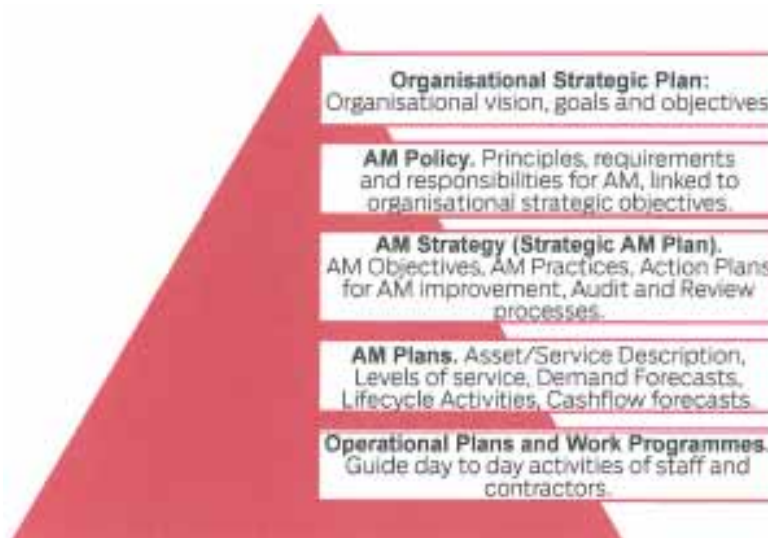 Organisational Strategic Plan:
Organisational vision, goals and objectives
AM Policy. Principles, requirements
and responsibilities for AM, linked to
organisational strategic objectives.
AM Strategy (Strategic AM Plan).
AM Objectives, AM Practices, Action Plans
for AM improvement, Audit and Review
processes.
AM Plans. Asset/Service Description,
Levels of service, Demand Forecasts,
Lifecycle Activities, Cashflow forecasts.
Operational Plans and Work Programmes.
Guide day to day activities of staff and
contractors.